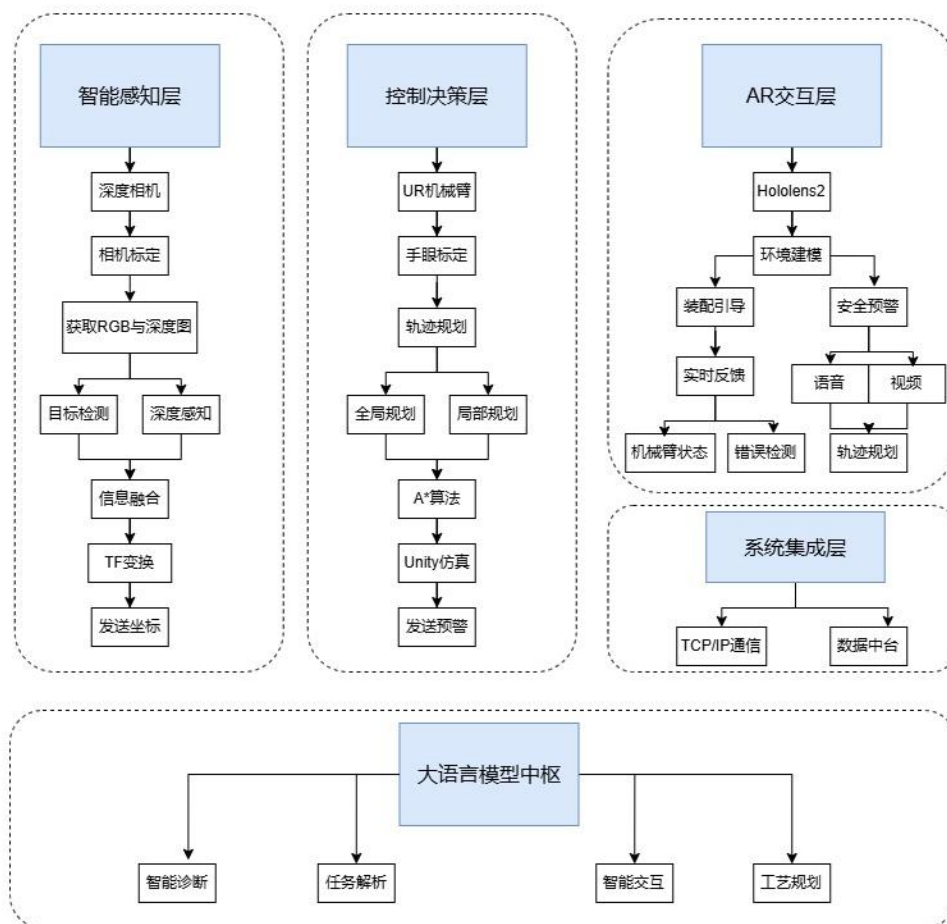 智能感知层
深度相机
相机标定
获取RGB与深度图
目标检测
深度感知
信息融合
TF变换
发送坐标
控制决策层
UR机械臂
手眼标定
轨迹规划
全局规划
局部规划
A*算法
Unity仿真
发送预警
AR交互层
Hololens2
环境建模
装配引导
安全预警
实时反馈
语音
视频
机械臂状态
错误检测
轨迹规划
系统集成层
TCP/IP通信
数据中台
大语言模型中枢
智能诊断
任务解析
智能交互
工艺规划